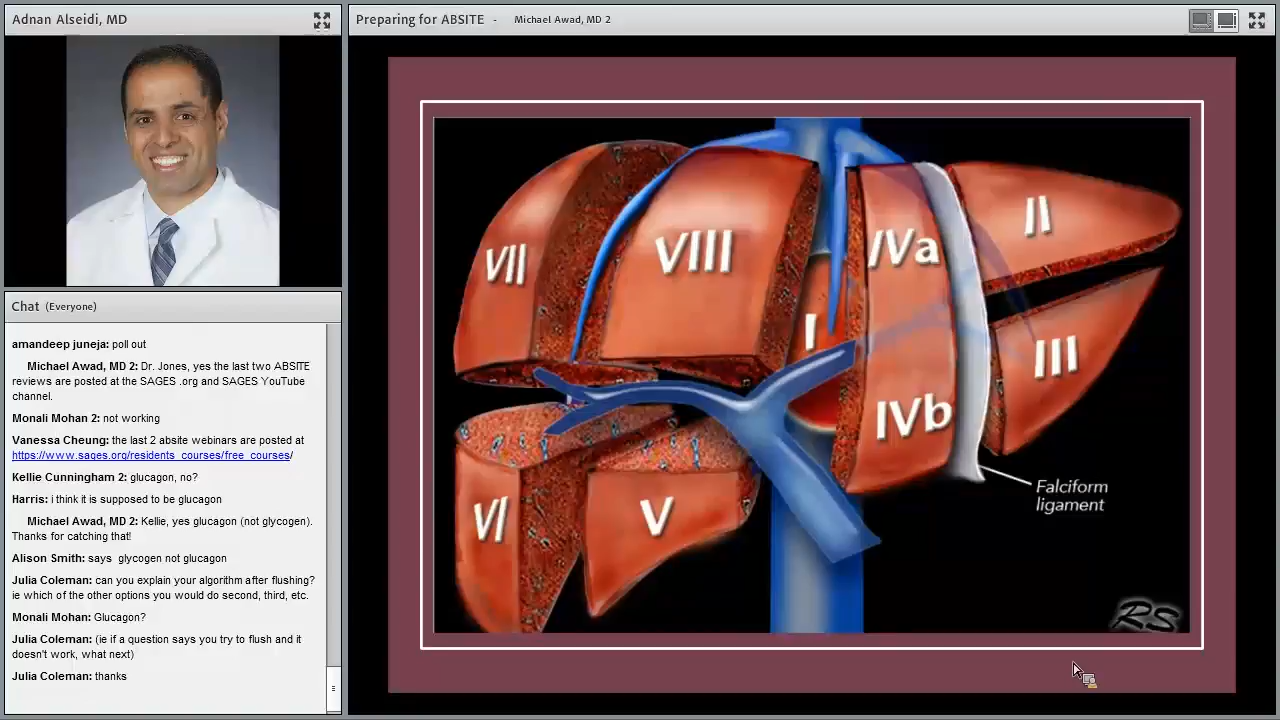 Adnan Alseidi, MD
Preparing for ABSITE - Michael Awad, MD 2
Chat (Everyone)
amandeep juneja: poll out
Michael Awad, MD 2: Dr. Jones, yes the last two ABSITE
reviews are posted at the SAGES .org and SAGES YouTube
channel.
Monali Mohan 2: not working
Vanessa Cheung: the last 2 absite webinars are posted at
https://www.sages.org/residents_courses/free_courses/
Kellie Cunningham 2: glucagon, no?
Harris: i think it is supposed to be glucagon
Michael Awad, MD 2: Kellie, yes glucagon (not glycogen).
Thanks for catching that!
Alison Smith: says glycogen not glucagon
Julia Coleman: can you explain your algorithm after flushing?
ie which of the other options you would do second, third, etc.
Monali Mohan: Glucagon?
Julia Coleman: (ie if a question says you try to flush and it
doesn't work, what next)
Julia Coleman: thanks
VII
VIII
I
IVa
II
III
IVb
VI
V
Falciform
ligament
RS